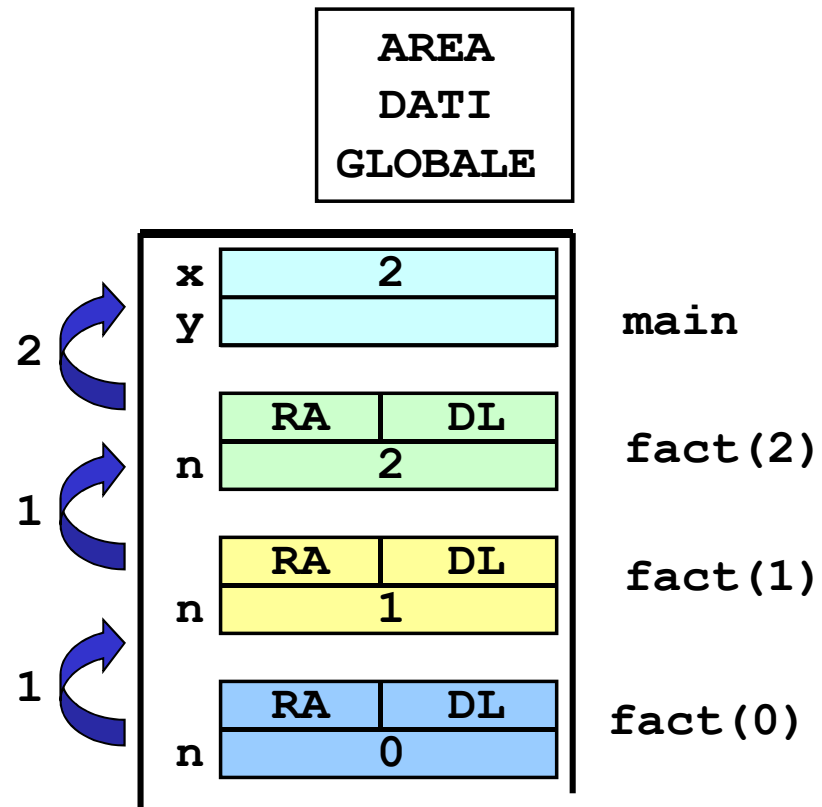 AREA
DATI
GLOBALE
x 2
y main
2
RA DL
n 2 fact(2)
1
RA DL
n 1 fact(1)
1
RA DL
n 0 fact(0)